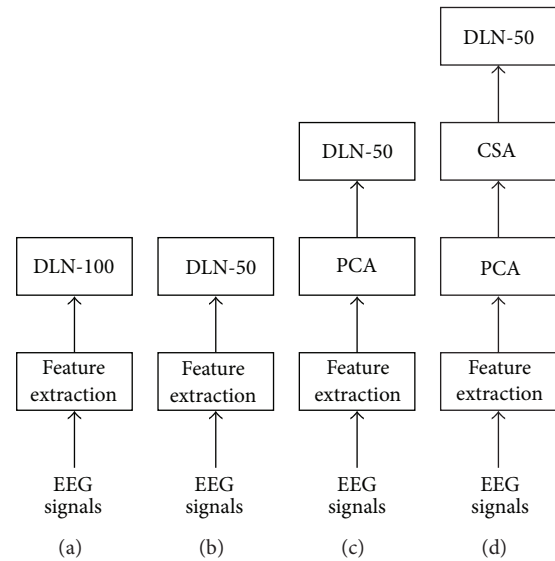 DLN-50
DLN-50
CSA
DLN-100
DLN-50
PCA
PCA
Feature
extraction
Feature
extraction
Feature
extraction
Feature
extraction
EEG
signals
EEG
signals
EEG
signals
EEG
signals
(a)
(b)
(c)
(d)